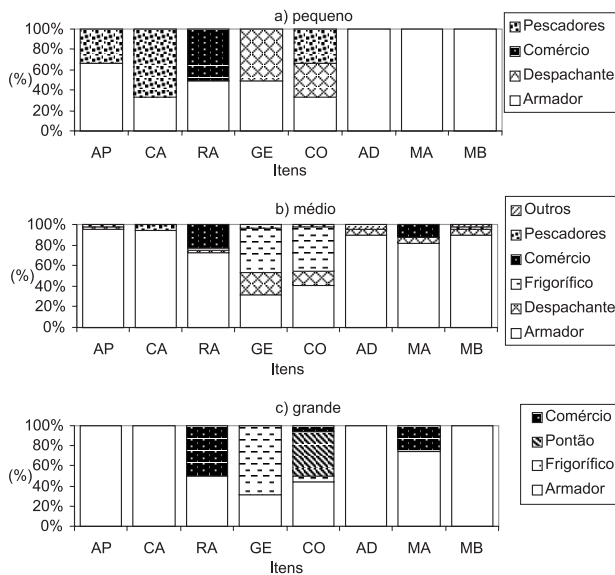 a) pequeno
100%
80%
60%
(%)
40%
20%
0%
AP CA RA GE CO AD MA MB
Itens
Pescadores
Comércio
Despachante
Armador
b) médio
100%
80%
60%
(%)
40%
20%
0%
AP CA RA GE CO AD MA MB
Itens
Outros
Pescadores
Comércio
Frigorífico
Despachante
Armador
c) grande
100%
80%
60%
(%)
40%
20%
0%
AP CA RA GE CO AD MA MB
Itens
Comércio
Pontão
Frigorífico
Armador